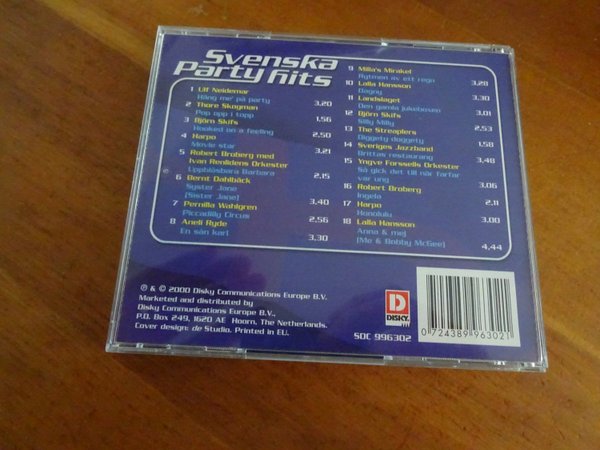 Svenska
Party hits
1 Ulf Neidemar
Häng me' på party 3,20
2 Thore Skogman
Pop opp i topp 1,56
3 Björn Skifs
Hooked on a feeling 2,50
4 Harpo
Movie star 3,21
5 Robert Broberg med
Ivan Renlidens Orkester
Uppblåsbara Barbara 2,15
6 Bernt Dahlbäck
Syster Jane
(Sister Jane) 3,40
7 Pernilla Wahlgren
Piccadilly Circus 2,56
8 Aneli Ryde
En sån karl 3,30
9 Milla's Mirakel
Rytmen av ett regn 3,28
10 Lalla Hansson
Dagny 3,30
11 Landslaget
Den gamla jukeboxen 3,01
12 Björn Skifs
Silly Milly 2,53
13 The Streaplers
Diggety doggety 1,58
14 Sveriges Jazzband
Brittas restaurang 3,48
15 Yngve Forssells Orkester
Så gick det till när farfar
var ung 3,06
16 Robert Broberg
Ingela 2,11
17 Harpo
Honolulu 3,00
18 Lalla Hansson
Anna & mej
(Me & Bobby McGee) 4,44
℗ & © 2000 Disky Communications Europe B.V.
Marketed and distributed by
Disky Communications Europe B.V.,
P.O. Box 249, 1620 AE Hoorn, The Netherlands.
Cover design: de Studio. Printed in EU.
SDC 996302
D
DISKY
0 724389 963021